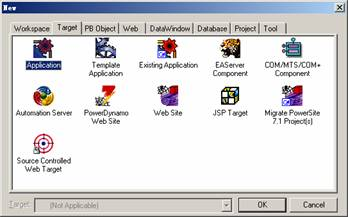 New
Workspace Target PB Object Web DataWindow Database Project Tool
Application
Template Application
Existing Application
EAServer Component
COM/MTS/COM+ Component
Automation Server
PowerDynamo Web Site
Web Site
JSP Target
Migrate PowerSite 7.1 Project(s)
Source Controlled Web Target
Target: (Not Applicable)
OK Cancel